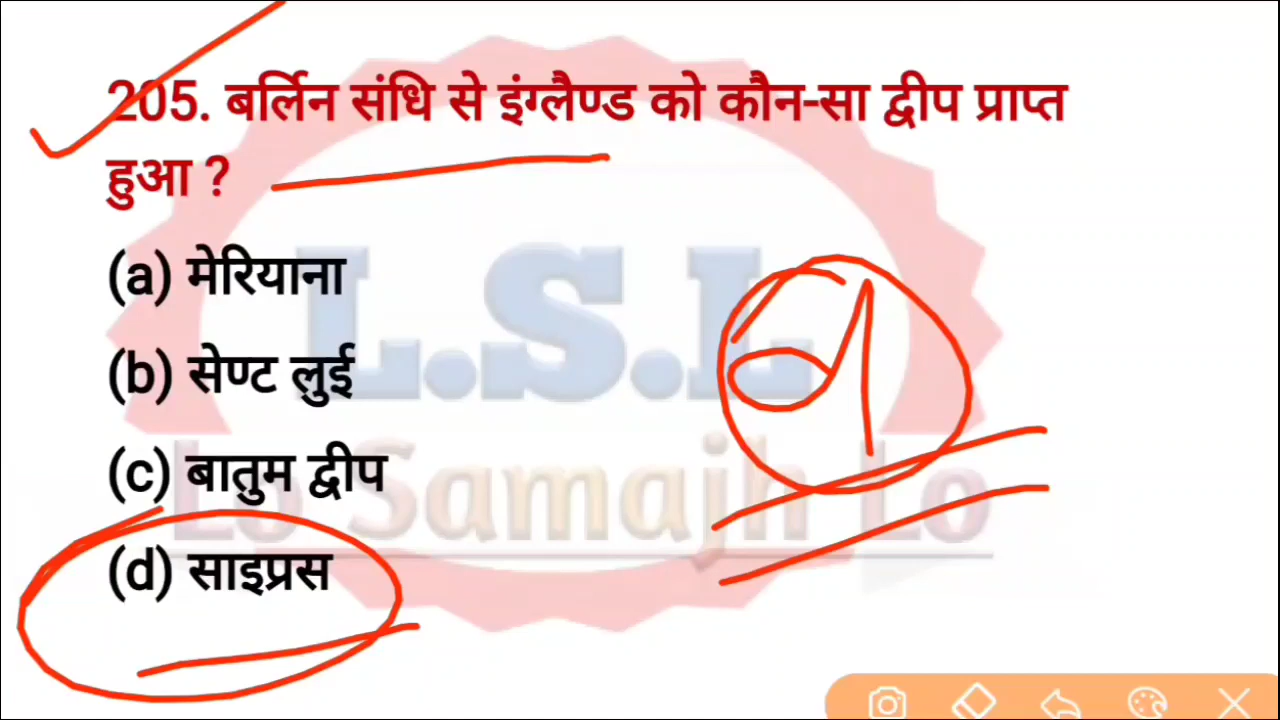 205. बर्लिन संधि से इंग्लैण्ड को कौन-सा द्वीप प्राप्त
हुआ ?
(a) मेरियाना
(b) सेण्ट लुई
(c) बातुम द्वीप
(d) साइप्रस
d
L.S.L
Lo Samajh Lo